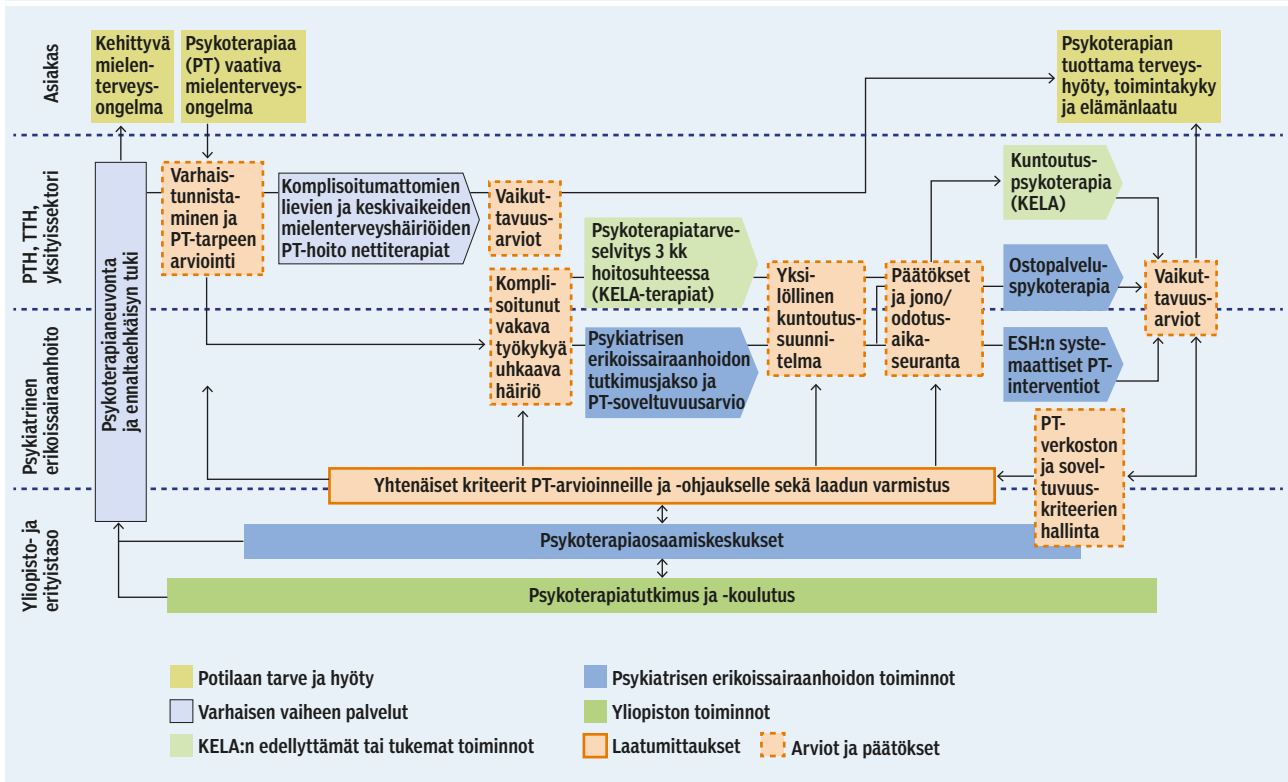 Asiakas
Kehittyvä
mielen-
terveys-
ongelma
Psykoterapiaa
(PT) vaativa
mielenterveys-
ongelma
Psykoterapian
tuottama terveys-
hyöty, toimintakyky
ja elämänlaatu
PTH, TTH,
yksityissektori
Psykoterapianeuvonta
ja ennaltaehkäisyn tuki
Varhais-
tunnista-
minen ja
PT-tarpeen
arviointi
Komplisoitumattomien
lievien ja keskivaikeiden
mielenterveyshäiriöiden
PT-hoito nettiterapiat
Vaikut-
tavuus-
arviot
Psykoterapiatarve-
selvitys 3 kk
hoitosuhteessa
(KELA-terapiat)
Kompli-
soitunut
vakava
työkykyä
uhkaava
häiriö
Yksi-
löllinen
kuntoutus-
suunni-
telma
Päätökset
ja jono/
odotus-
aika-
seuranta
Kuntoutus-
psykoterapia
(KELA)
Ostopalvelu-
spykoterapia
Vaikut-
tavuus-
arviot
Psykiatrinen
erikoissairaanhoito
Psykiatrisen
erikoissairaanhoidon
tutkimusjakso ja
PT-soveltuvuusarvio
ESH:n syste-
maattiset PT-
interventiot
PT-
verkoston
ja sovel-
tuvuus-
kriteerien
hallinta
Yhtenäiset kriteerit PT-arvioinneille ja -ohjaukselle sekä laadun varmistus
Yliopisto- ja
erityistaso
Psykoterapiaosaamiskeskukset
Psykoterapiatutkimus ja -koulutus
Potilaan tarve ja hyöty
Varhaisen vaiheen palvelut
KELA:n edellyttämät tai tukemat toiminnot
Psykiatrisen erikoissairaanhoidon toiminnot
Yliopiston toiminnot
Laatumittaukset
Arviot ja päätökset